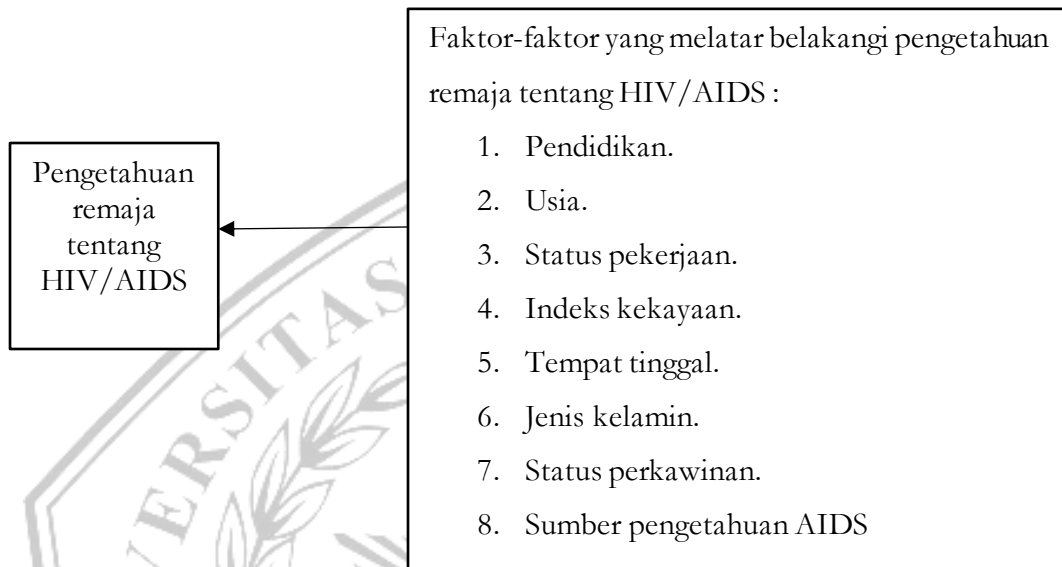 Pengetahuan
remaja
tentang
HIV/AIDS
Faktor-faktor yang melatar belakangi pengetahuan
remaja tentang HIV/AIDS :
1. Pendidikan.
2. Usia.
3. Status pekerjaan.
4. Indeks kekayaan.
5. Tempat tinggal.
6. Jenis kelamin.
7. Status perkawinan.
8. Sumber pengetahuan AIDS
VERSITAS